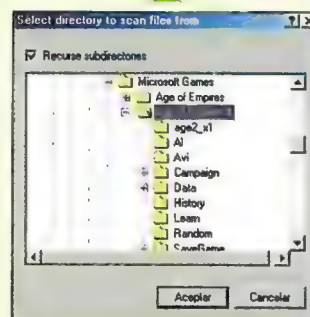 Select directory to scan files from
Recurse subdirectories
Microsoft Games
Age of Empires
age2_x1
AI
Avi
Campaign
Data
History
Learn
Random
SaveGame
Aceptar
Cancelar